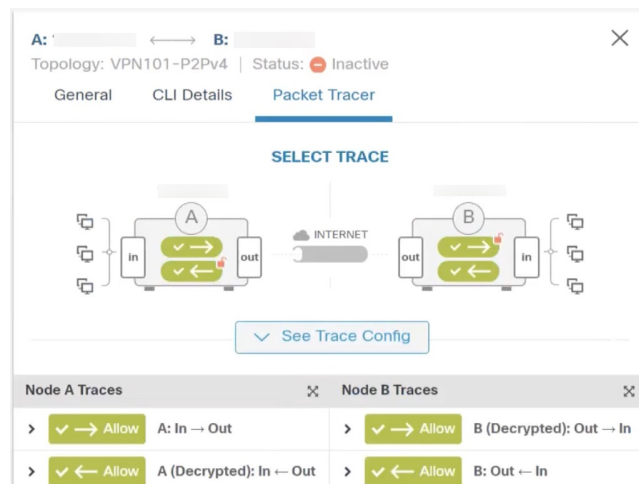 A: B:
Topology: VPN101-P2Pv4 | Status: Inactive
General CLI Details Packet Tracer
SELECT TRACE
A B
INTERNET
in out out in
See Trace Config
Node A Traces Node B Traces
Allow A: In → Out Allow B (Decrypted): Out → In
Allow A (Decrypted): In ← Out Allow B: Out ← In